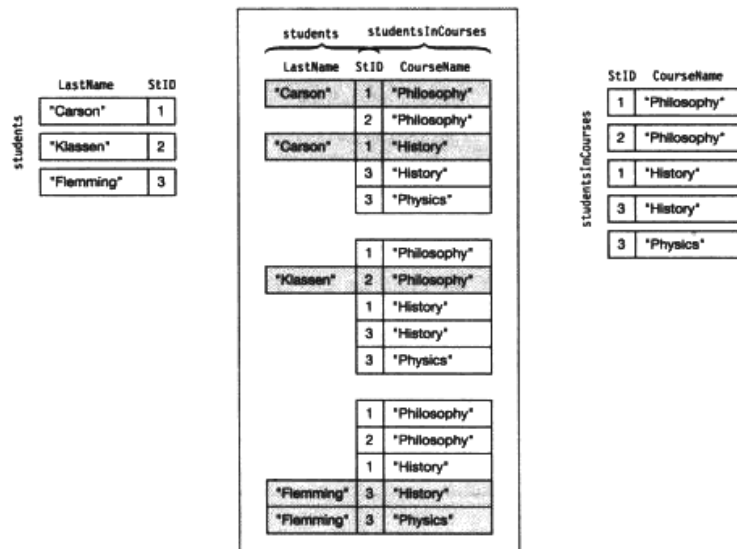 students
LastName StID
"Carson" 1
"Klassen" 2
"Flemming" 3
students studentsInCourses
LastName StID CourseName
"Carson" 1 "Philosophy"
2 "Philosophy"
"Carson" 1 "History"
3 "History"
3 "Physics"
1 "Philosophy"
"Klassen" 2 "Philosophy"
1 "History"
3 "History"
3 "Physics"
1 "Philosophy"
2 "Philosophy"
1 "History"
"Flemming" 3 "History"
"Flemming" 3 "Physics"
studentsInCourses
StID CourseName
1 "Philosophy"
2 "Philosophy"
1 "History"
3 "History"
3 "Physics"